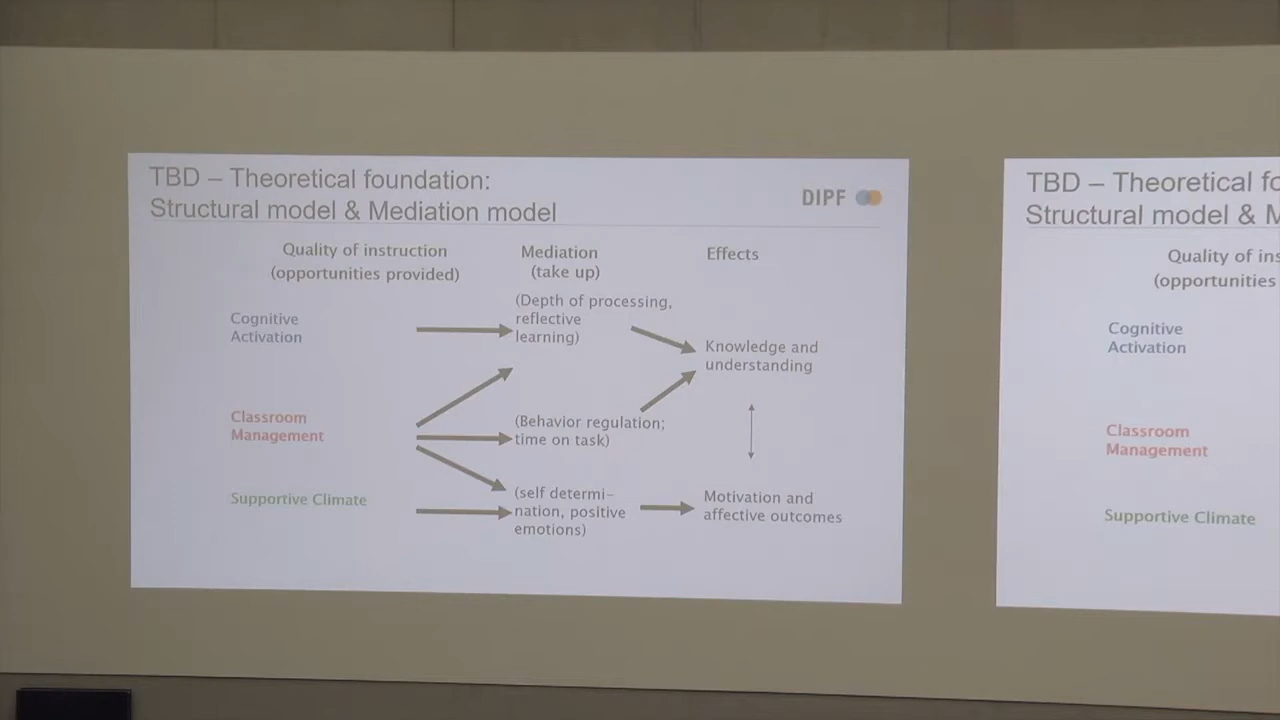 TBD – Theoretical foundation:
Structural model & Mediation model
DIPF
Quality of instruction
(opportunities provided)
Mediation
(take up)
Effects
Cognitive
Activation
(Depth of processing,
reflective
learning)
Knowledge and
understanding
Classroom
Management
(Behavior regulation;
time on task)
Supportive Climate
(self determi–
nation, positive
emotions)
Motivation and
affective outcomes
TBD – Theoretical fo
Structural model & M
Quality of ins
(opportunities
Cognitive
Activation
Classroom
Management
Supportive Climate